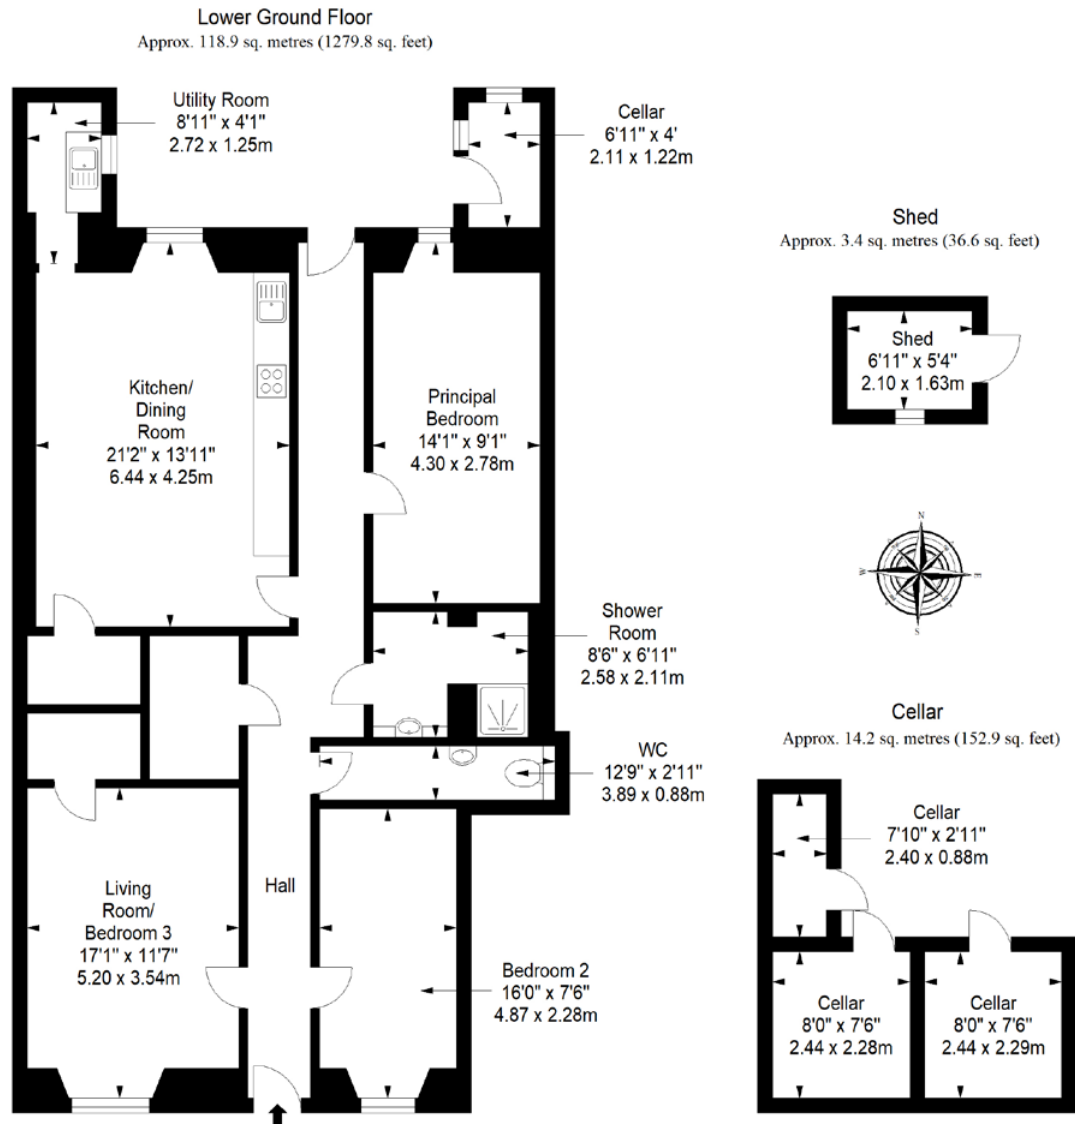 Lower Ground Floor
Approx. 118.9 sq. metres (1279.8 sq. feet)
Utility Room
8'11" x 4'1"
2.72 x 1.25m
Cellar
6'11" x 4'
2.11 x 1.22m
Kitchen/
Dining
Room
21'2" x 13'11"
6.44 x 4.25m
Principal
Bedroom
14'1" x 9'1"
4.30 x 2.78m
Shower
Room
8'6" x 6'11"
2.58 x 2.11m
WC
12'9" x 2'11"
3.89 x 0.88m
Hall
Living
Room/
Bedroom 3
17'1" x 11'7"
5.20 x 3.54m
Bedroom 2
16'0" x 7'6"
4.87 x 2.28m
Shed
Approx. 3.4 sq. metres (36.6 sq. feet)
Shed
6'11" x 5'4"
2.10 x 1.63m
N
W
E
S
Cellar
Approx. 14.2 sq. metres (152.9 sq. feet)
Cellar
7'10" x 2'11"
2.40 x 0.88m
Cellar
8'0" x 7'6"
2.44 x 2.28m
Cellar
8'0" x 7'6"
2.44 x 2.29m